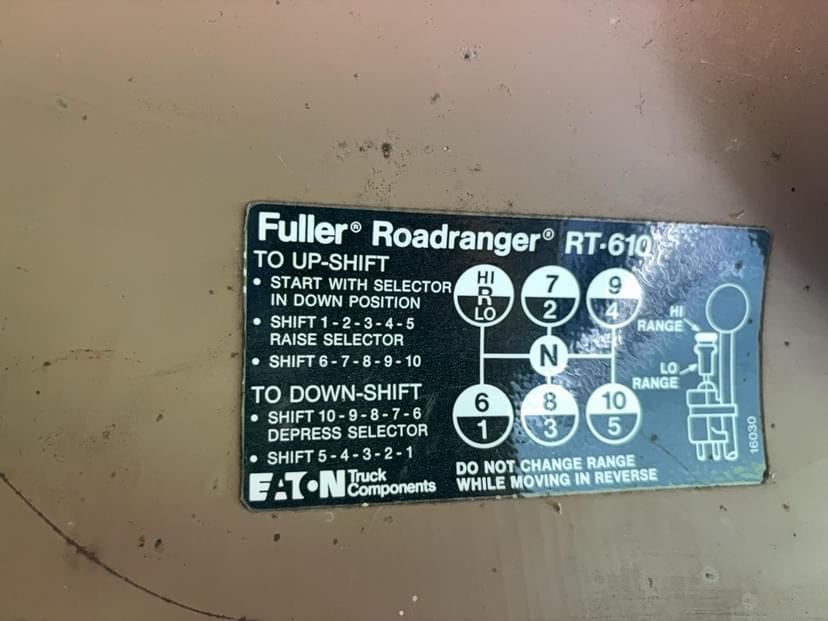 Fuller® Roadranger® RT-610
TO UP-SHIFT
• START WITH SELECTOR
IN DOWN POSITION
• SHIFT 1-2-3-4-5
RAISE SELECTOR
• SHIFT 6-7-8-9-10
TO DOWN-SHIFT
• SHIFT 10-9-8-7-6
DEPRESS SELECTOR
• SHIFT 5-4-3-2-1
EATON Truck
Components
HI
R
LO
7
2
9
4
N
6
1
8
3
10
5
DO NOT CHANGE RANGE
WHILE MOVING IN REVERSE
HI
RANGE
LO
RANGE
16030